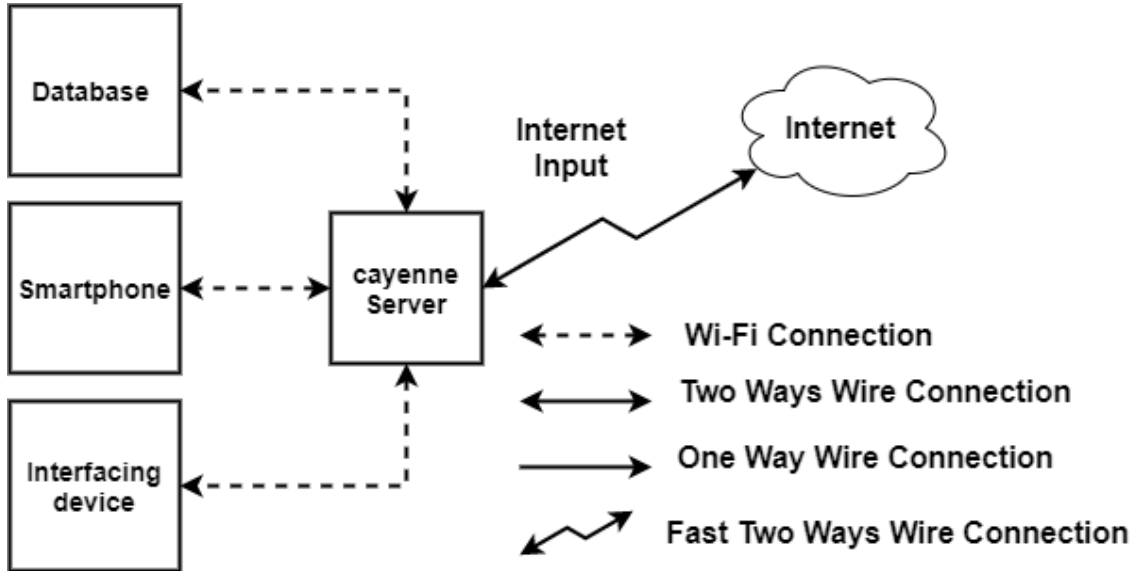 Database
Internet
Input
Internet
Smartphone
cayenne
Server
Wi-Fi Connection
Two Ways Wire Connection
One Way Wire Connection
Interfacing
device
Fast Two Ways Wire Connection